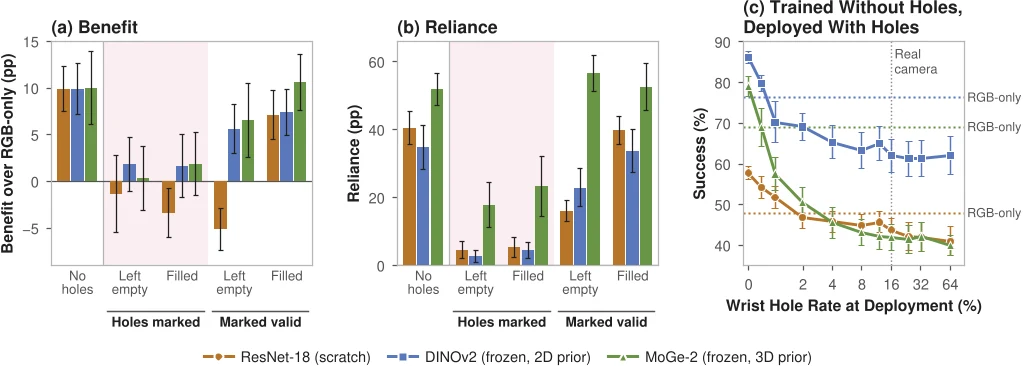 (a) Benefit
Benefit over RGB-only (pp)
15
10
5
0
−5
No holes
Left empty
Filled
Left empty
Filled
Holes marked
Marked valid
(b) Reliance
Reliance (pp)
60
40
20
0
No holes
Left empty
Filled
Left empty
Filled
Holes marked
Marked valid
(c) Trained Without Holes,
Deployed With Holes
Success (%)
90
80
70
60
50
40
Real
camera
RGB-only
RGB-only
RGB-only
0 2 4 8 16 32 64
Wrist Hole Rate at Deployment (%)
ResNet-18 (scratch) DINOv2 (frozen, 2D prior) MoGe-2 (frozen, 3D prior)